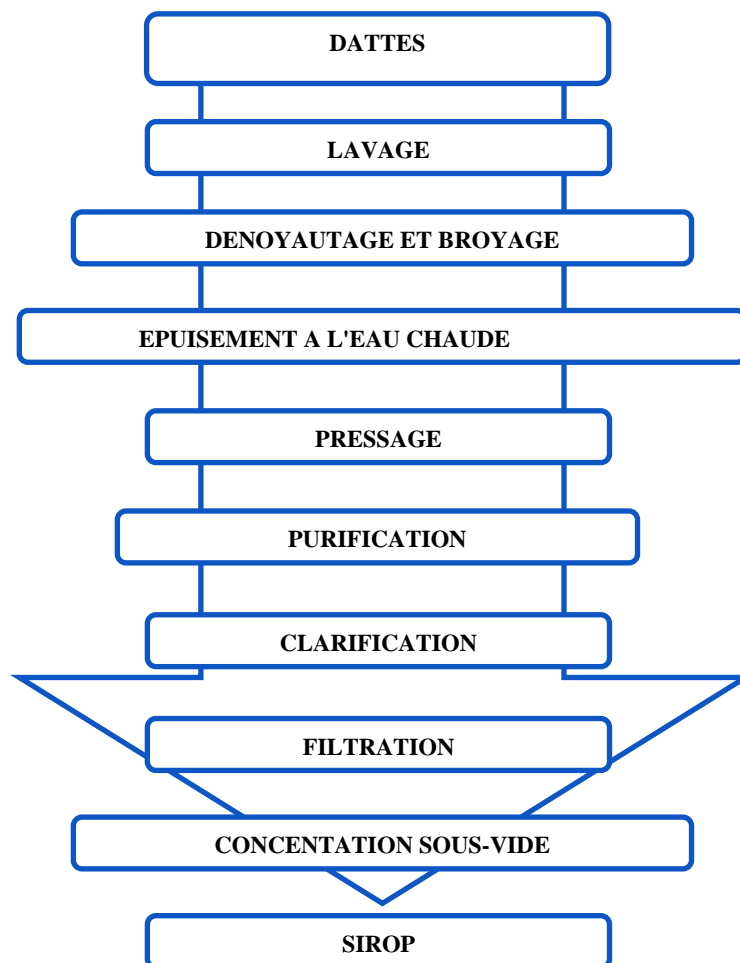 DATTES
LAVAGE
DENOYAUTAGE ET BROYAGE
EPUISEMENT A L'EAU CHAUDE
PRESSAGE
PURIFICATION
CLARIFICATION
FILTRATION
CONCENTATION SOUS-VIDE
SIROP